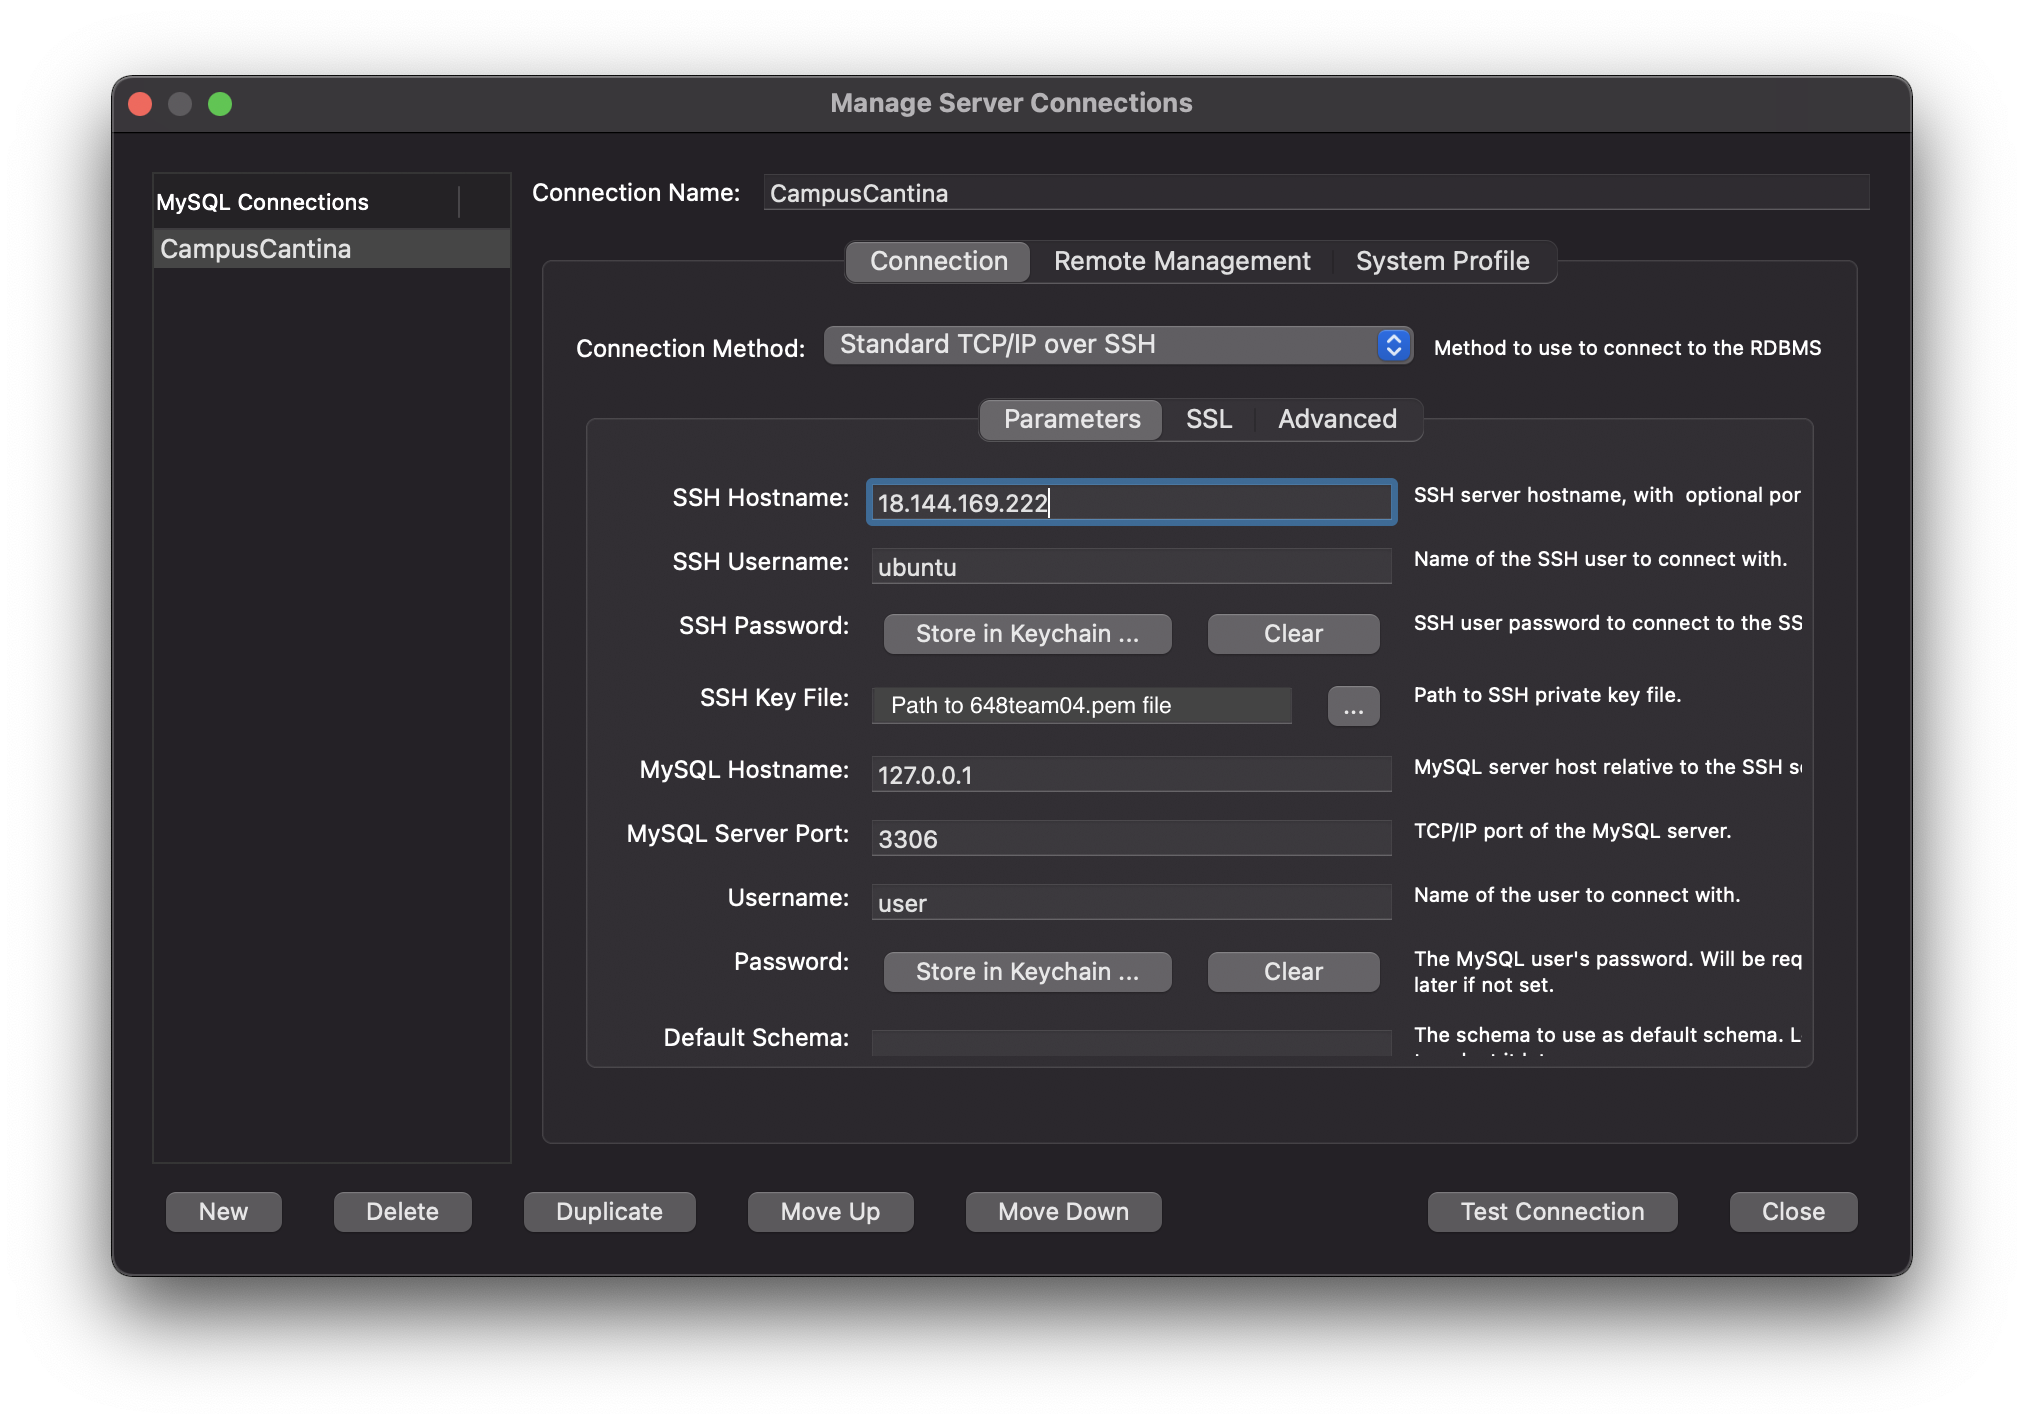 Manage Server Connections
MySQL Connections
CampusCantina
Connection Name: CampusCantina
Connection Remote Management System Profile
Connection Method: Standard TCP/IP over SSH Method to use to connect to the RDBMS
Parameters SSL Advanced
SSH Hostname: 18.144.169.222 SSH server hostname, with optional por
SSH Username: ubuntu Name of the SSH user to connect with.
SSH Password: Store in Keychain ... Clear SSH user password to connect to the SS
SSH Key File: Path to 648team04.pem file ... Path to SSH private key file.
MySQL Hostname: 127.0.0.1 MySQL server host relative to the SSH s
MySQL Server Port: 3306 TCP/IP port of the MySQL server.
Username: user Name of the user to connect with.
Password: Store in Keychain ... Clear The MySQL user's password. Will be req
later if not set.
Default Schema: The schema to use as default schema. L
New Delete Duplicate Move Up Move Down Test Connection Close